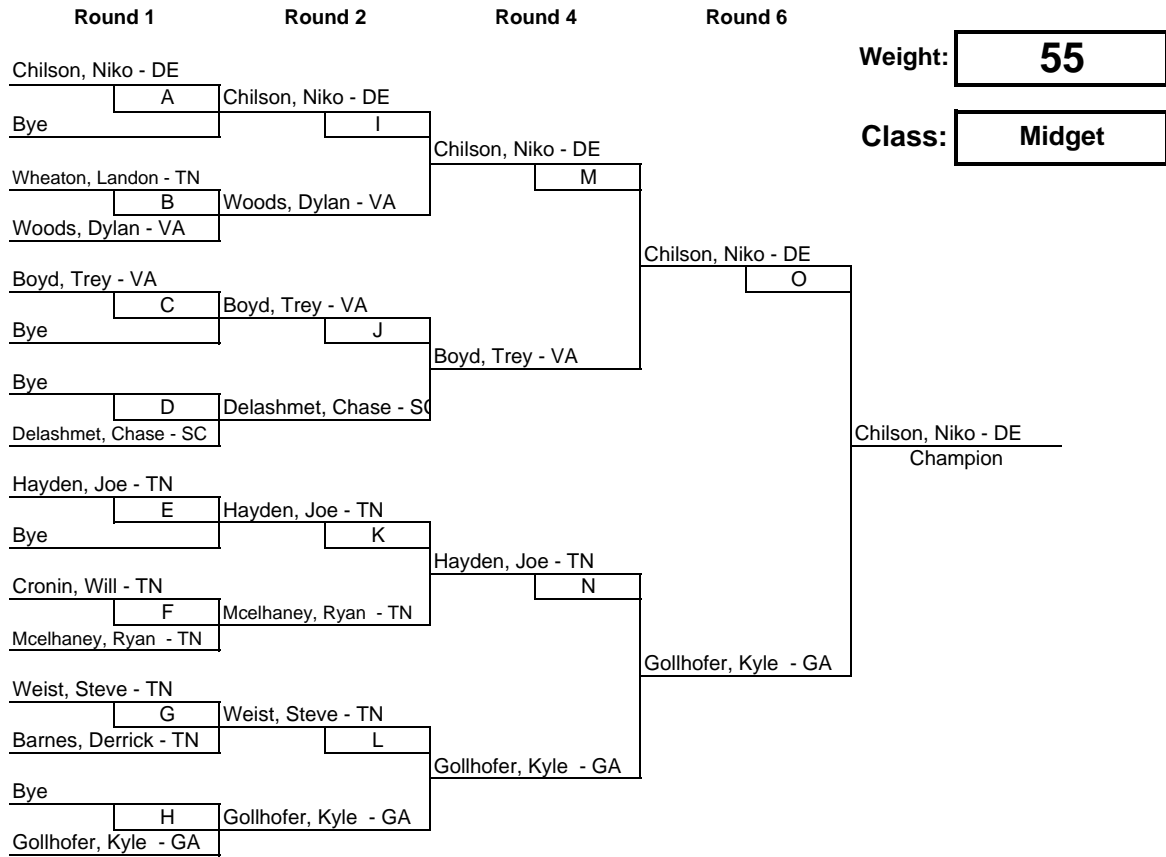 Round 1 Round 2 Round 4 Round 6
Weight: 55
Class: Midget
Chilson, Niko - DE
A Chilson, Niko - DE
Bye I
Chilson, Niko - DE
Wheaton, Landon - TN M
B Woods, Dylan - VA
Woods, Dylan - VA
Chilson, Niko - DE
Boyd, Trey - VA O
C Boyd, Trey - VA
Bye J
Boyd, Trey - VA
Bye
D Delashmet, Chase - SC
Delashmet, Chase - SC Chilson, Niko - DE
Champion
Hayden, Joe - TN
E Hayden, Joe - TN
Bye K
Hayden, Joe - TN
Cronin, Will - TN N
F Mcelhaney, Ryan - TN
Mcelhaney, Ryan - TN
Gollhofer, Kyle - GA
Weist, Steve - TN
G Weist, Steve - TN
Barnes, Derrick - TN L
Gollhofer, Kyle - GA
Bye
H Gollhofer, Kyle - GA
Gollhofer, Kyle - GA